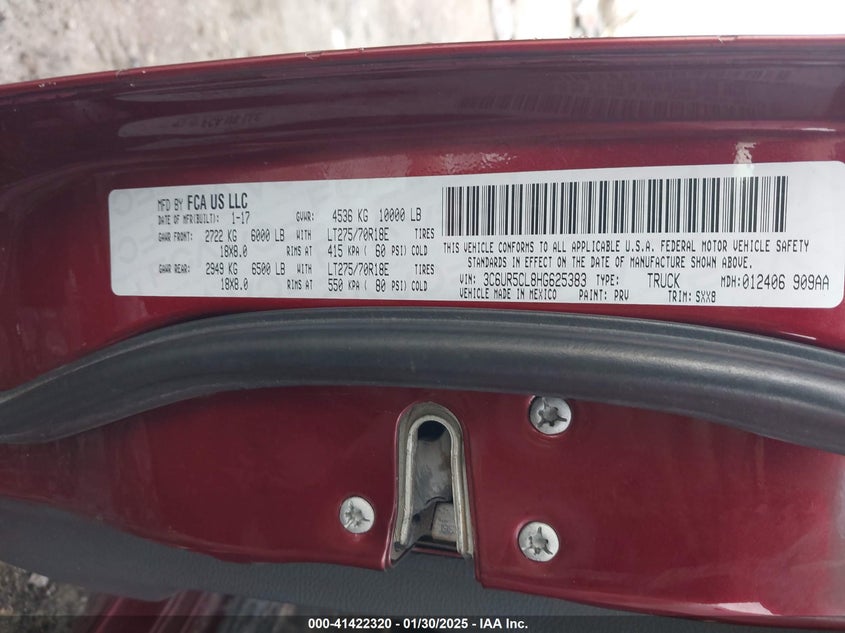 MFD BY FCA US LLC
DATE OF MFR(BUILT): 1-17 GVWR: 4536 KG 10000 LB
GAWR FRONT: 2722 KG 6000 LB WITH LT275/70R18E TIRES
18X8.0 RIMS AT 415 KPA ( 60 PSI) COLD
GAWR REAR: 2949 KG 6500 LB WITH LT275/70R18E TIRES
18X8.0 RIMS AT 550 KPA ( 80 PSI) COLD
THIS VEHICLE CONFORMS TO ALL APPLICABLE U.S.A. FEDERAL MOTOR VEHICLE SAFETY
STANDARDS IN EFFECT ON THE DATE OF MANUFACTURE SHOWN ABOVE.
VIN: 3C6UR5CL8HG625383 TYPE: TRUCK MDH:012406 909AA
VEHICLE MADE IN MEXICO PAINT: PRV TRIM: SXX8
000-41422320 - 01/30/2025 - IAA Inc.